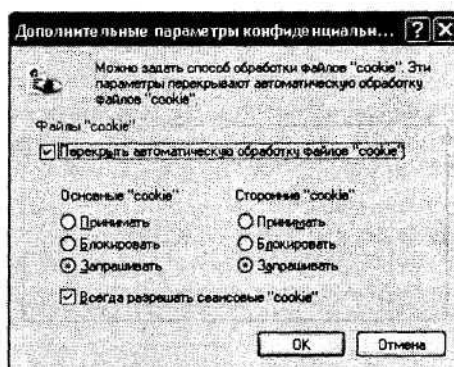 Дополнительные параметры конфиденциальн...
Можно задать способ обработки файлов "cookie". Эти
параметры перекрывают автоматическую обработку
файлов "cookie".
Файлы "cookie"
Перекрыть автоматическую обработку файлов "cookie"
Основные "cookie" Сторонние "cookie"
Принимать Принимать
Блокировать Блокировать
Запрашивать Запрашивать
Всегда разрешать сеансовые "cookie"
OK Отмена